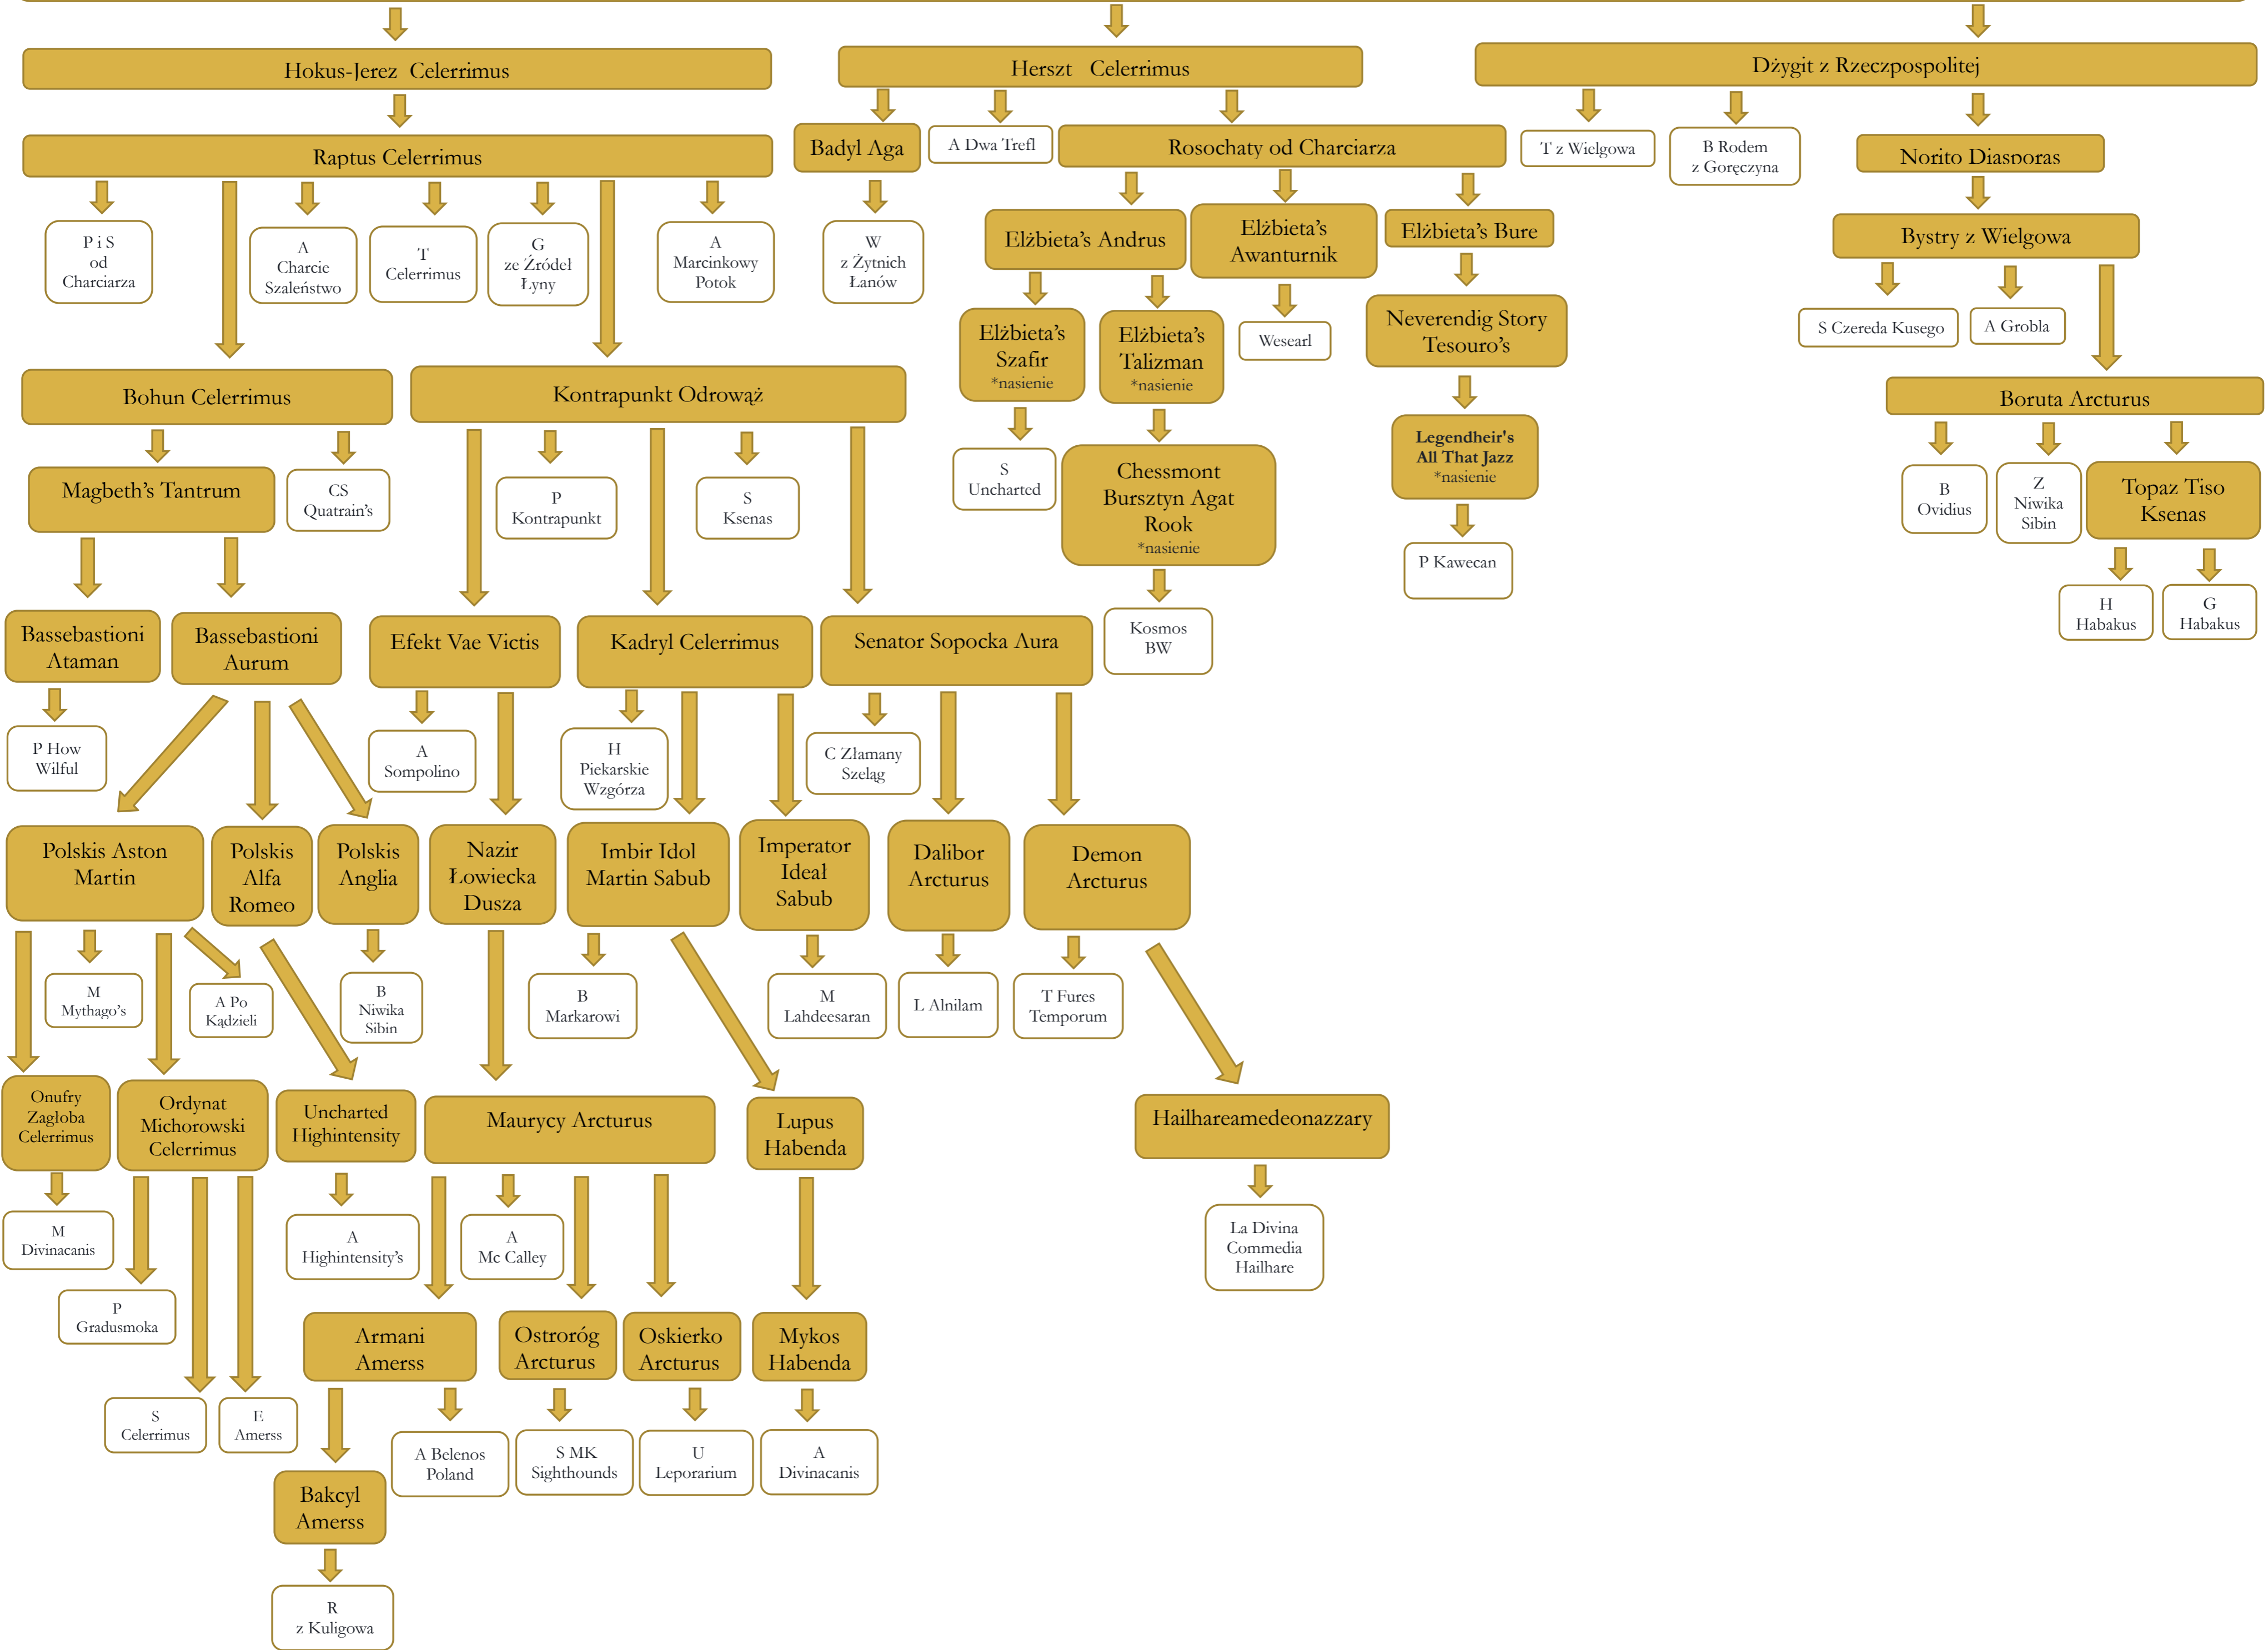 Hokus-Jerez Celerrimus
Herszt Celerrimus
Dżygit z Rzeczpospolitej
Raptus Celerrimus
Badyl Aga
A Dwa Trefl
Rosochaty od Charciarza
T z Wielgowa
B Rodem
z Goręczyna
Norito Diasporas
P i S
od
Charciarza
A
Charcie
Szaleństwo
T
Celerrimus
G
ze Źródeł
Łyny
A
Marcinkowy
Potok
W
z Żytnich
Łanów
Elżbieta's Andrus
Elżbieta's
Awanturnik
Elżbieta's Bure
Bystry z Wielgowa
Elżbieta's
Szafir
*nasienie
Elżbieta's
Talizman
*nasienie
Wesearl
Neverendig Story
Tesouro's
S Czereda Kusego
A Grobla
Bohun Celerrimus
Kontrapunkt Odrowąż
Boruta Arcturus
Magbeth's Tantrum
CS
Quatrain's
P
Kontrapunkt
S
Ksenas
S
Uncharted
Chessmont
Bursztyn Agat
Rook
*nasienie
Legendheir's
All That Jazz
*nasienie
B
Ovidius
Z
Niwika
Sibin
Topaz Tiso
Ksenas
P Kawecan
H
Habakus
G
Habakus
Bassebastioni
Ataman
Bassebastioni
Aurum
Efekt Vae Victis
Kadryl Celerrimus
Senator Sopocka Aura
Kosmos
BW
P How
Wilful
A
Sompolino
H
Piekarskie
Wzgórza
C Złamany
Szeląg
Polskis Aston
Martin
Polskis
Alfa
Romeo
Polskis
Anglia
Nazir
Łowiecka
Dusza
Imbir Idol
Martin Sabub
Imperator
Ideał
Sabub
Dalibor
Arcturus
Demon
Arcturus
M
Mythago's
A Po
Kądzieli
B
Niwika
Sibin
B
Markarowi
M
Lahdeesaran
L Alnilam
T Fures
Temporum
Onufry
Zagłoba
Celerrimus
Ordynat
Michorowski
Celerrimus
Uncharted
Highintensity
Maurycy Arcturus
Lupus
Habenda
Hailhareamedeonazzary
M
Divinacanis
A
Highintensity's
A
Mc Calley
La Divina
Commedia
Hailhare
P
Gradusmoka
Armani
Amerss
Ostroróg
Arcturus
Oskierko
Arcturus
Mykos
Habenda
S
Celerrimus
E
Amerss
A Belenos
Poland
S MK
Sighthounds
U
Leporarium
A
Divinacanis
Bakcyl
Amerss
R
z Kuligowa